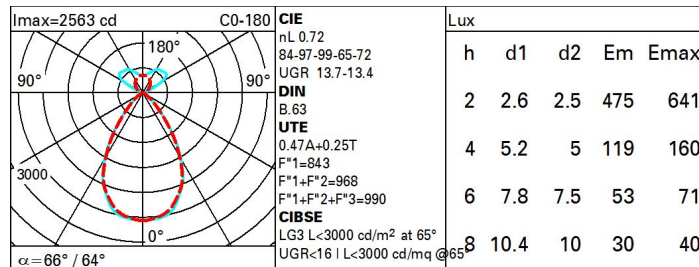 Imax=2563 cd C0-180
180°
90° 90°
3000
0°
α=66° / 64°
CIE
nL 0.72
84-97-99-65-72
UGR 13.7-13.4
DIN
B.63
UTE
0.47A+0.25T
F"1=843
F"1+F"2=968
F"1+F"2+F"3=990
CIBSE
LG3 L<3000 cd/m² at 65°
UGR<16 | L<3000 cd/mq @65°
Lux
h d1 d2 Em Emax
2 2.6 2.5 475 641
4 5.2 5 119 160
6 7.8 7.5 53 71
8 10.4 10 30 40